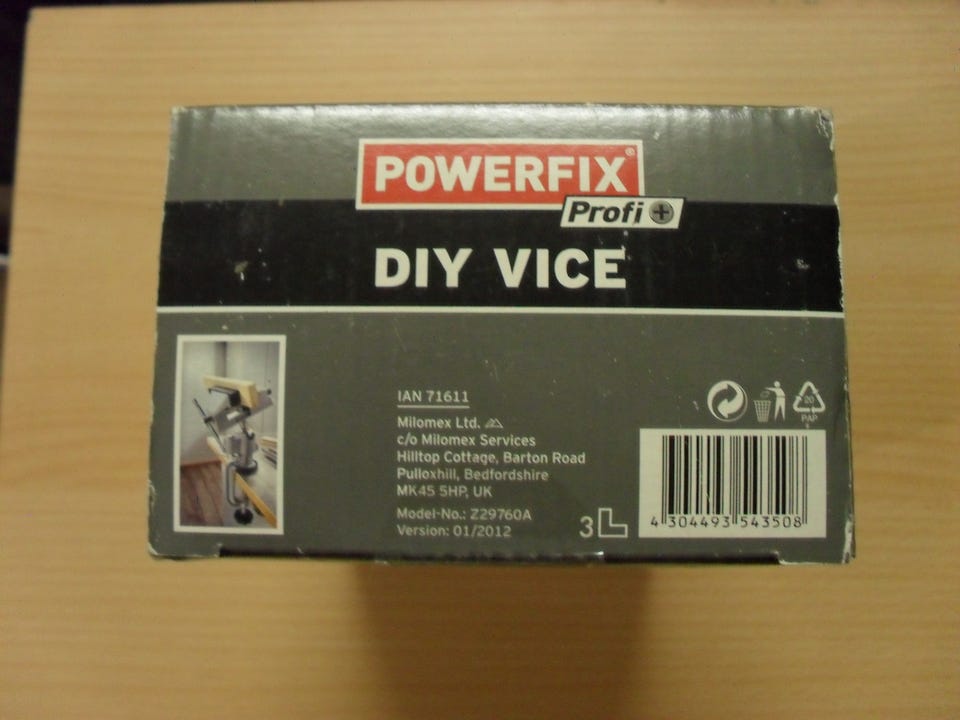 POWERFIX®
Profi+
DIY VICE
IAN 71611
Milomex Ltd.
c/o Milomex Services
Hilltop Cottage, Barton Road
Pulloxhill, Bedfordshire
MK45 5HP, UK
Model-No.: Z29760A
Version: 01/2012
3
20
PAP
4 304493 543508